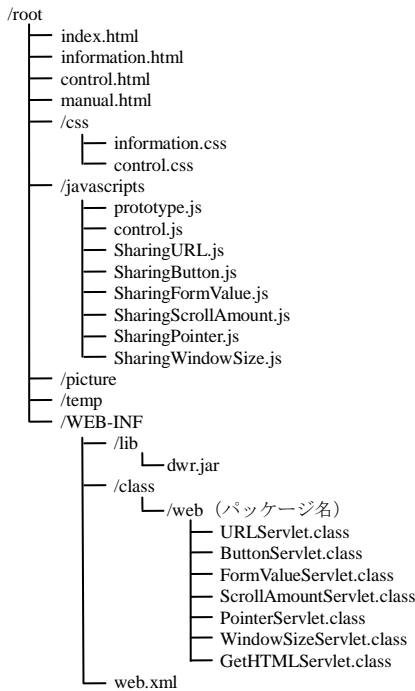 /root
index.html
information.html
control.html
manual.html
/css
information.css
control.css
/javascripts
prototype.js
control.js
SharingURL.js
SharingButton.js
SharingFormValue.js
SharingScrollAmount.js
SharingPointer.js
SharingWindowSize.js
/picture
/temp
/WEB-INF
/lib
dwr.jar
/class
/web（パッケージ名）
URLServlet.class
ButtonServlet.class
FormValueServlet.class
ScrollAmountServlet.class
PointerServlet.class
WindowSizeServlet.class
GetHTMLServlet.class
web.xml